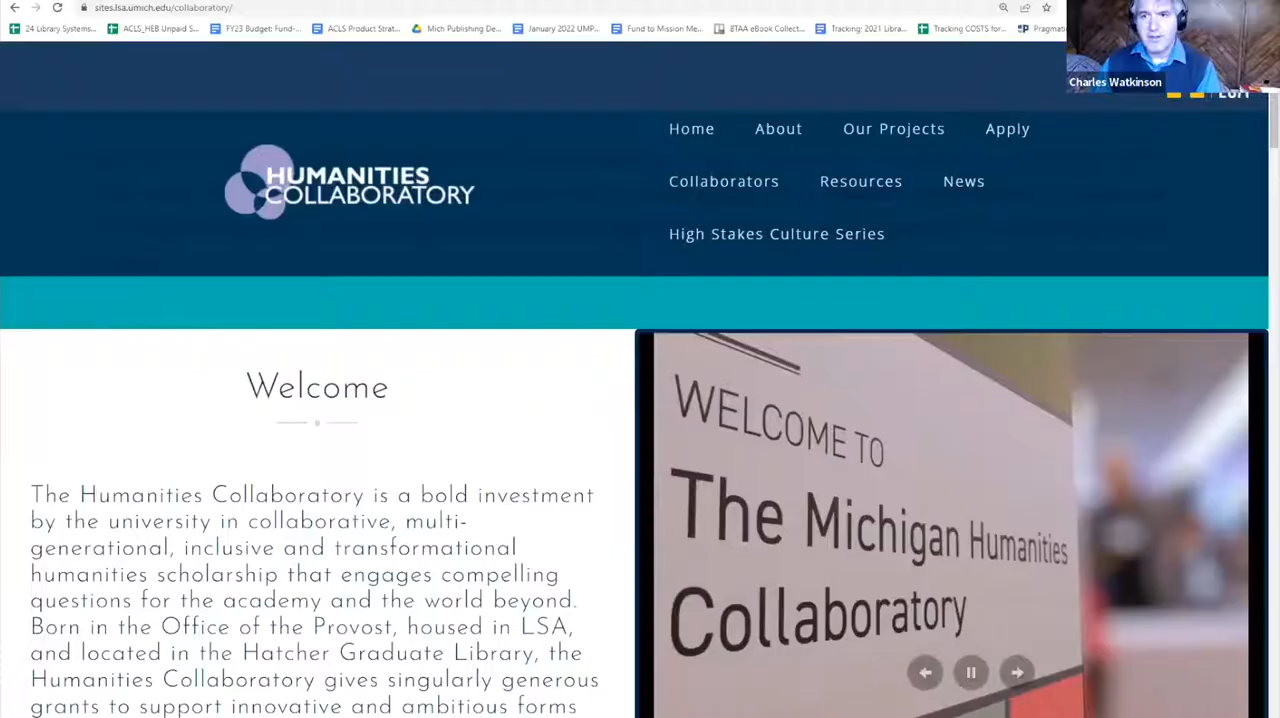 sites.lsa.umich.edu/collaboratory/
24 Library Systems...
ACLS_HEB Unpaid S...
FY23 Budget: Fund-...
ACLS Product Strat...
Mich Publishing De...
January 2022 UMP...
Fund to Mission Me...
BTAA eBook Collect...
Tracking: 2021 Libra...
Tracking COSTS for...
Pragmatic
Charles Watkinson
Home
About
Our Projects
Apply
HUMANITIES
COLLABORATORY
Collaborators
Resources
News
High Stakes Culture Series
Welcome
The Humanities Collaboratory is a bold investment
by the university in collaborative, multi-
generational, inclusive and transformational
humanities scholarship that engages compelling
questions for the academy and the world beyond.
Born in the Office of the Provost, housed in LSA,
and located in the Hatcher Graduate Library, the
Humanities Collaboratory gives singularly generous
grants to support innovative and ambitious forms
WELCOME TO
The Michigan Humanities
Collaboratory